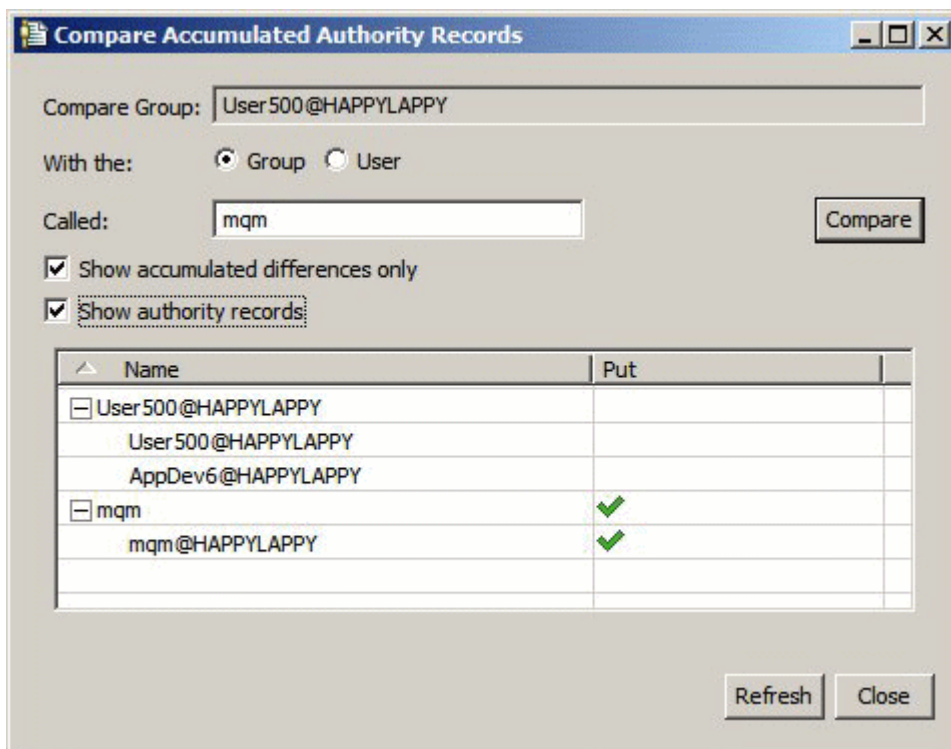 Compare Accumulated Authority Records
Compare Group: User500@HAPPYLAPPY
With the: Group User
Called: mqm Compare
Show accumulated differences only
Show authority records
Name Put
User500@HAPPYLAPPY
User500@HAPPYLAPPY
AppDev6@HAPPYLAPPY
mqm
mqm@HAPPYLAPPY
Refresh Close